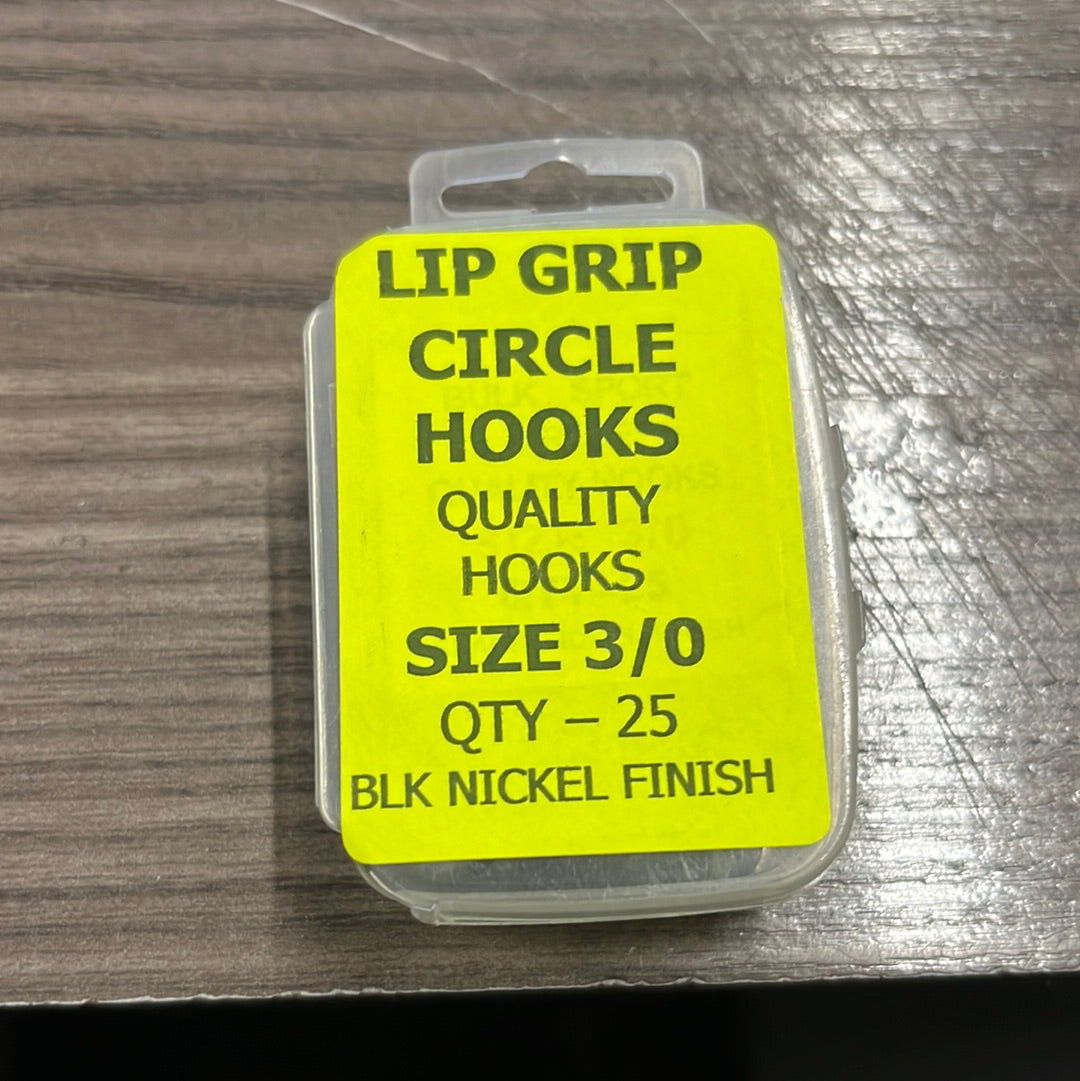 LIP GRIP
CIRCLE
HOOKS
QUALITY
HOOKS
SIZE 3/0
QTY – 25
BLK NICKEL FINISH